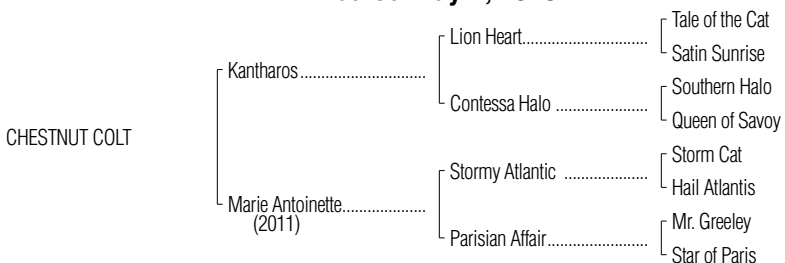 Tale of the Cat
Lion Heart
Satin Sunrise
Kantharos
Southern Halo
Contessa Halo
Queen of Savoy
CHESTNUT COLT
Storm Cat
Stormy Atlantic
Hail Atlantis
Marie Antoinette
(2011)
Mr. Greeley
Parisian Affair
Star of Paris